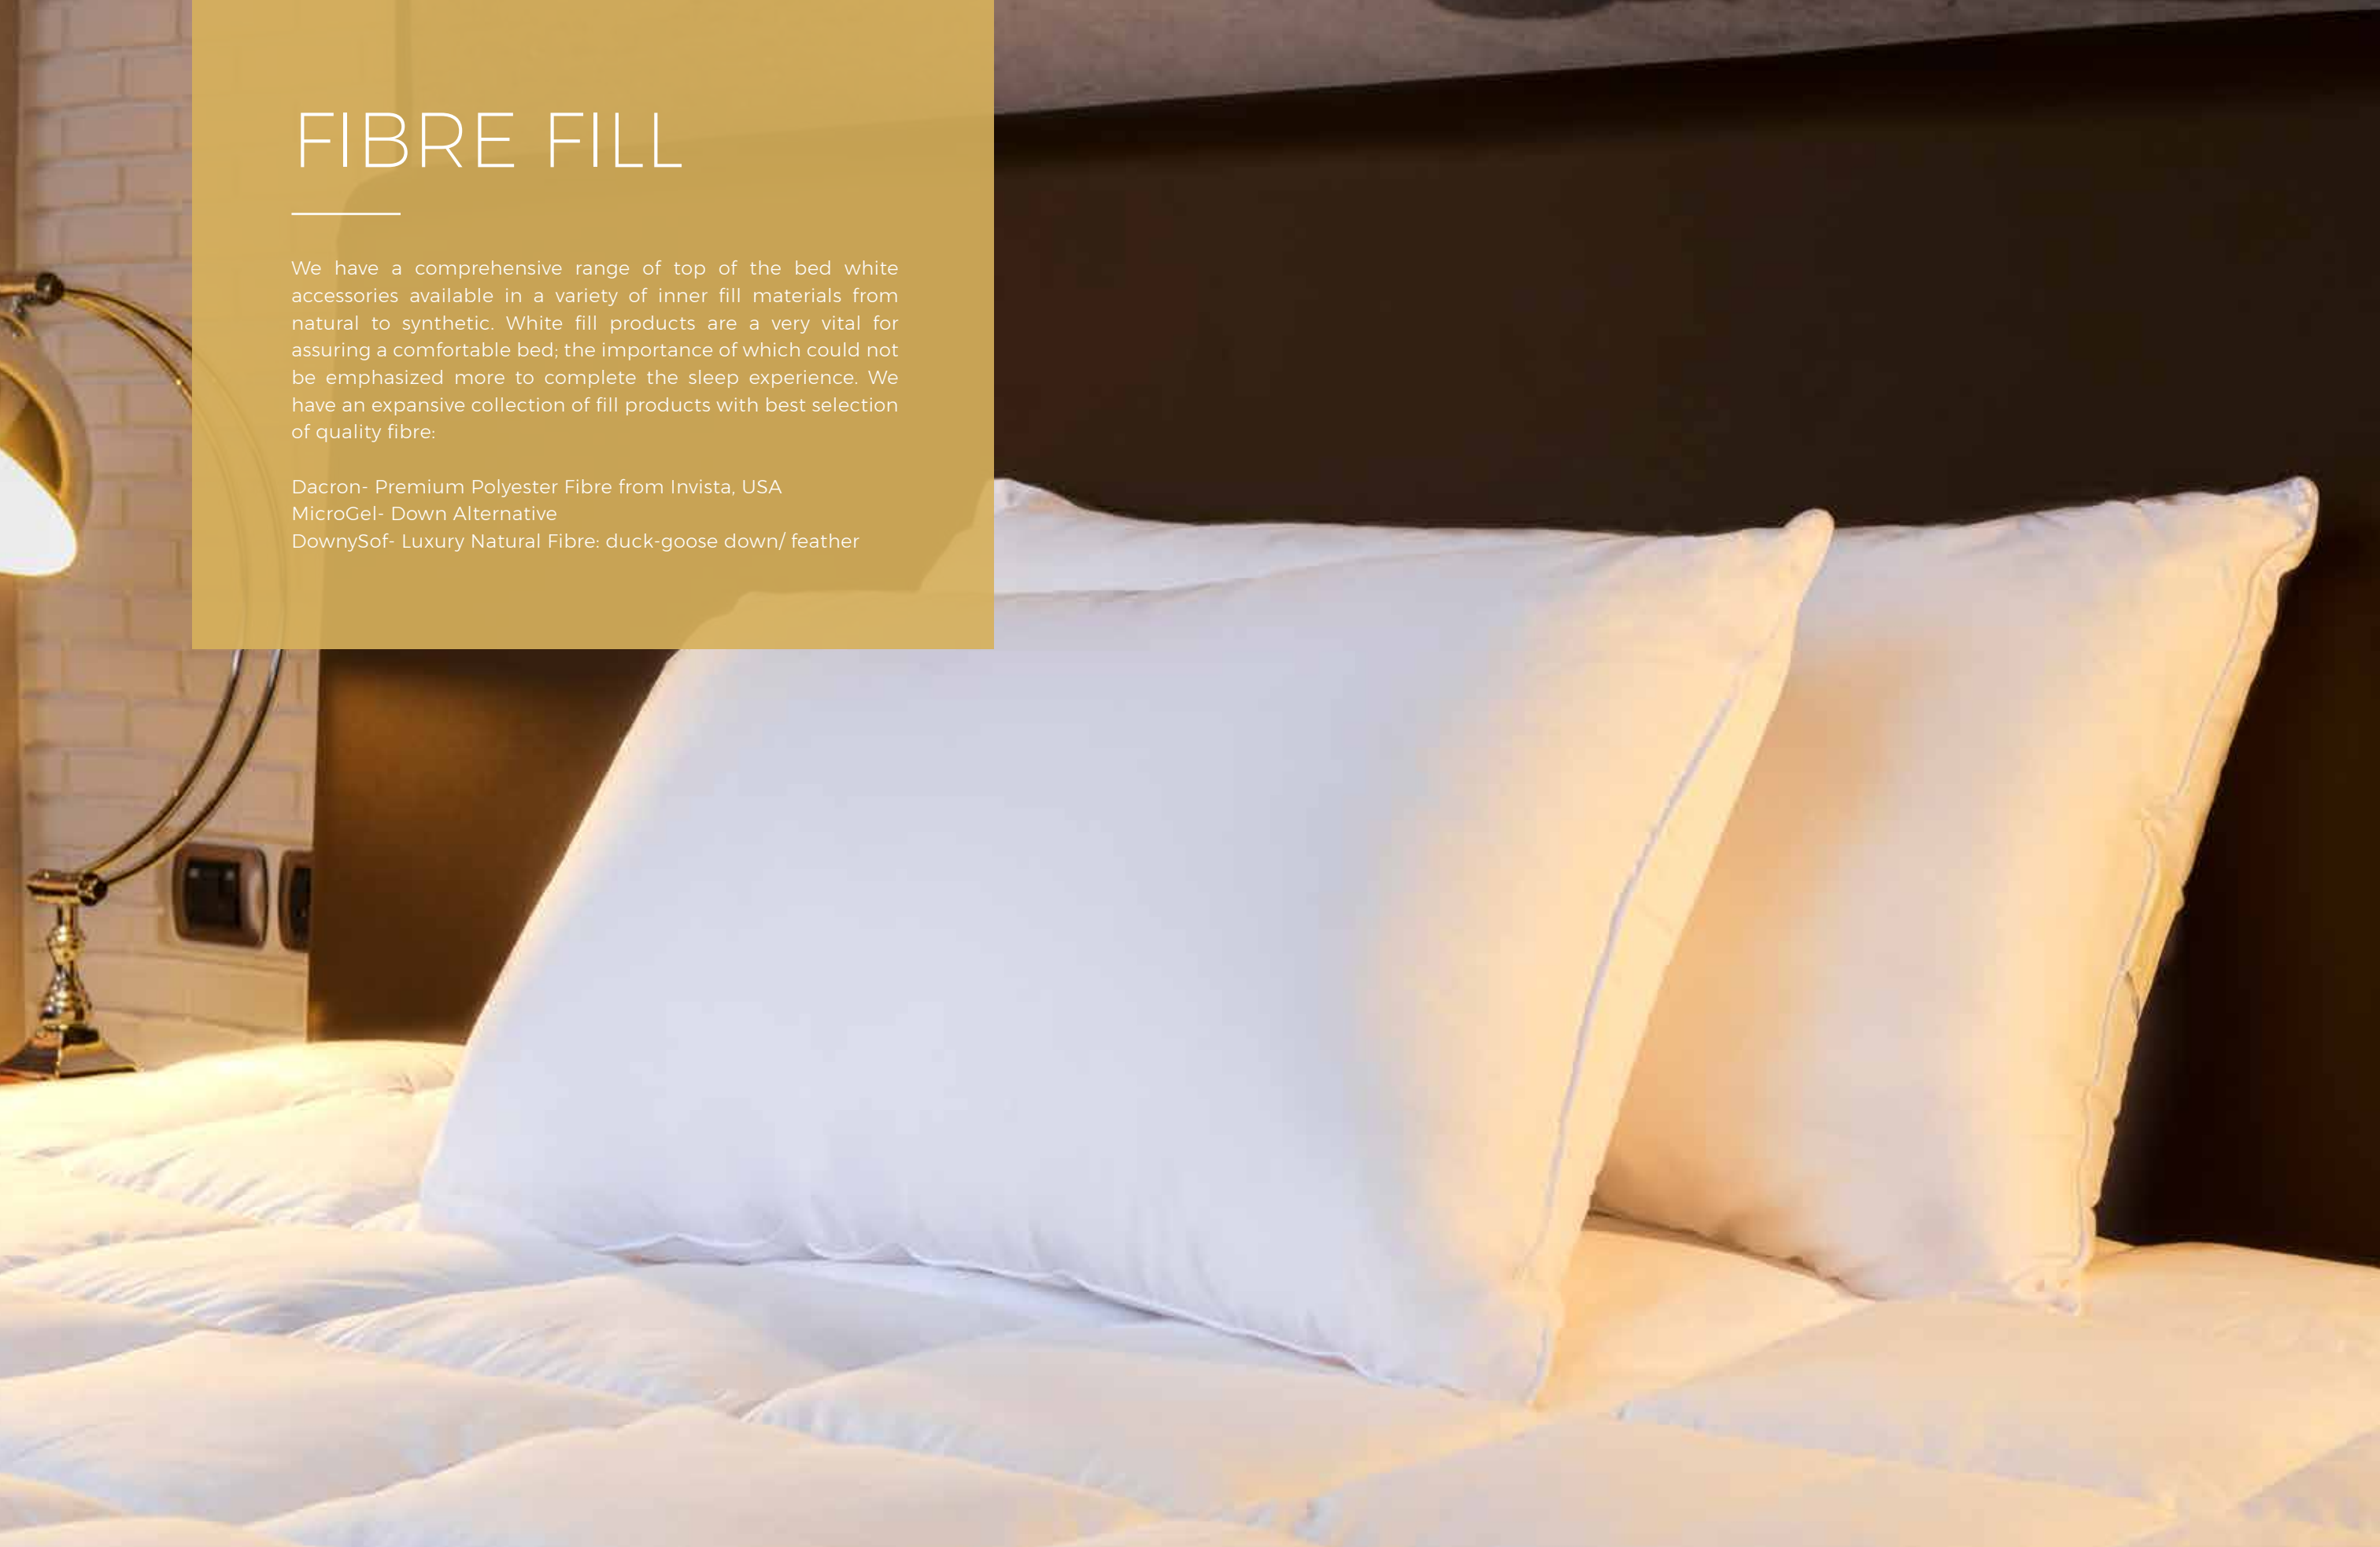 FIBRE FILL
We have a comprehensive range of top of the bed white
accessories available in a variety of inner fill materials from
natural to synthetic. White fill products are a very vital for
assuring a comfortable bed; the importance of which could not
be emphasized more to complete the sleep experience. We
have an expansive collection of fill products with best selection
of quality fibre:
Dacron- Premium Polyester Fibre from Invista, USA
MicroGel- Down Alternative
DownySof- Luxury Natural Fibre: duck-goose down/ feather